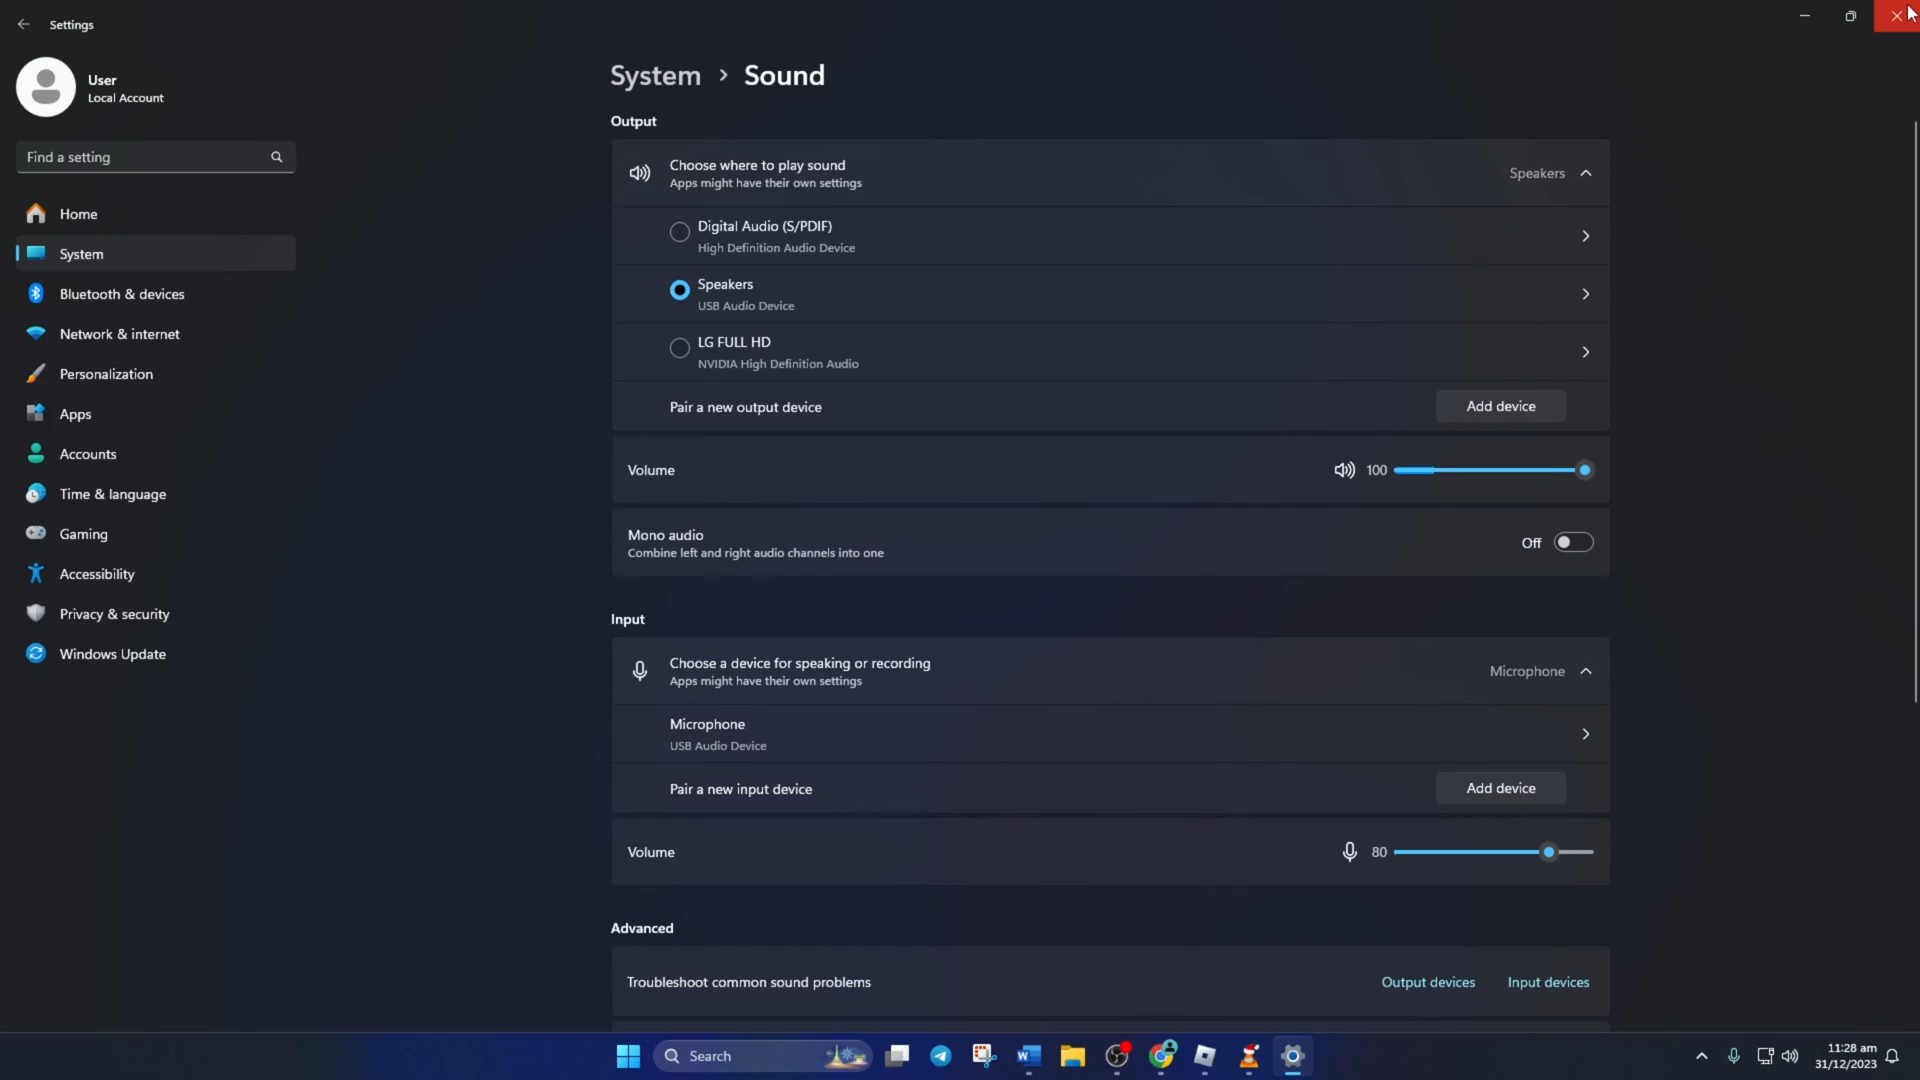 Settings
User
Local Account
Find a setting
Home
System
Bluetooth & devices
Network & internet
Personalization
Apps
Accounts
Time & language
Gaming
Accessibility
Privacy & security
Windows Update
System > Sound
Output
Choose where to play sound
Apps might have their own settings
Speakers
Digital Audio (S/PDIF)
High Definition Audio Device
Speakers
USB Audio Device
LG FULL HD
NVIDIA High Definition Audio
Pair a new output device
Add device
Volume
100
Mono audio
Combine left and right audio channels into one
Off
Input
Choose a device for speaking or recording
Apps might have their own settings
Microphone
Microphone
USB Audio Device
Pair a new input device
Add device
Volume
80
Advanced
Troubleshoot common sound problems
Output devices
Input devices
Search
11:28 am
31/12/2023